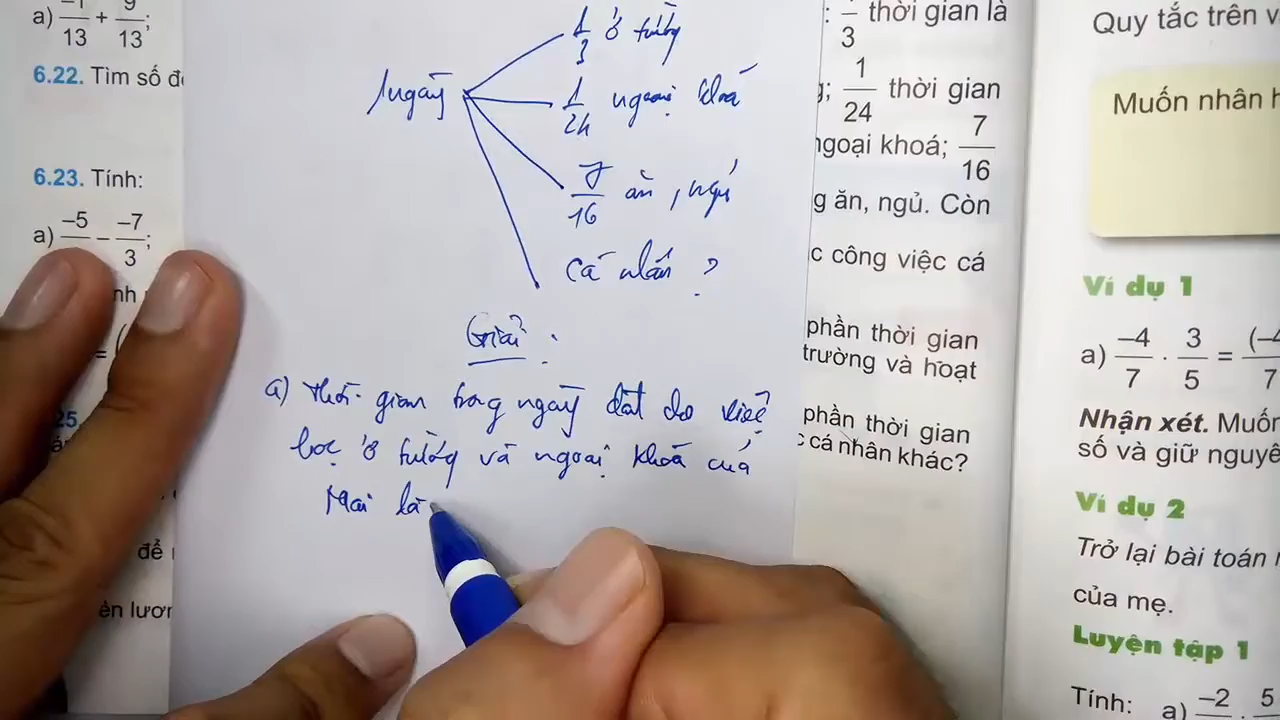 a) –1/13 + 9/13;
6.22. Tìm số đ
6.23. Tính:
a) –5 – –7/3;
1 ngày
1/3 ở trường
1/24 ngoại khoá
7/16 ăn, ngủ
cá nhân ?
Giải :
a) Thời gian trong ngày dành do việc
học ở trường và ngoại khoá của
Mai là
: 1/3 thời gian là
g; 1/24 thời gian
ngoại khoá; 7/16
g ăn, ngủ. Còn
c công việc cá
phần thời gian
trường và hoạt
phần thời gian
c cá nhân khác?
Quy tắc trên v
Muốn nhân h
Ví dụ 1
a) –4/7 . 3/5 = (–4/7
Nhận xét. Muốn
số và giữ nguyê
Ví dụ 2
Trở lại bài toán
của mẹ.
Luyện tập 1
Tính: a) –2 . 5